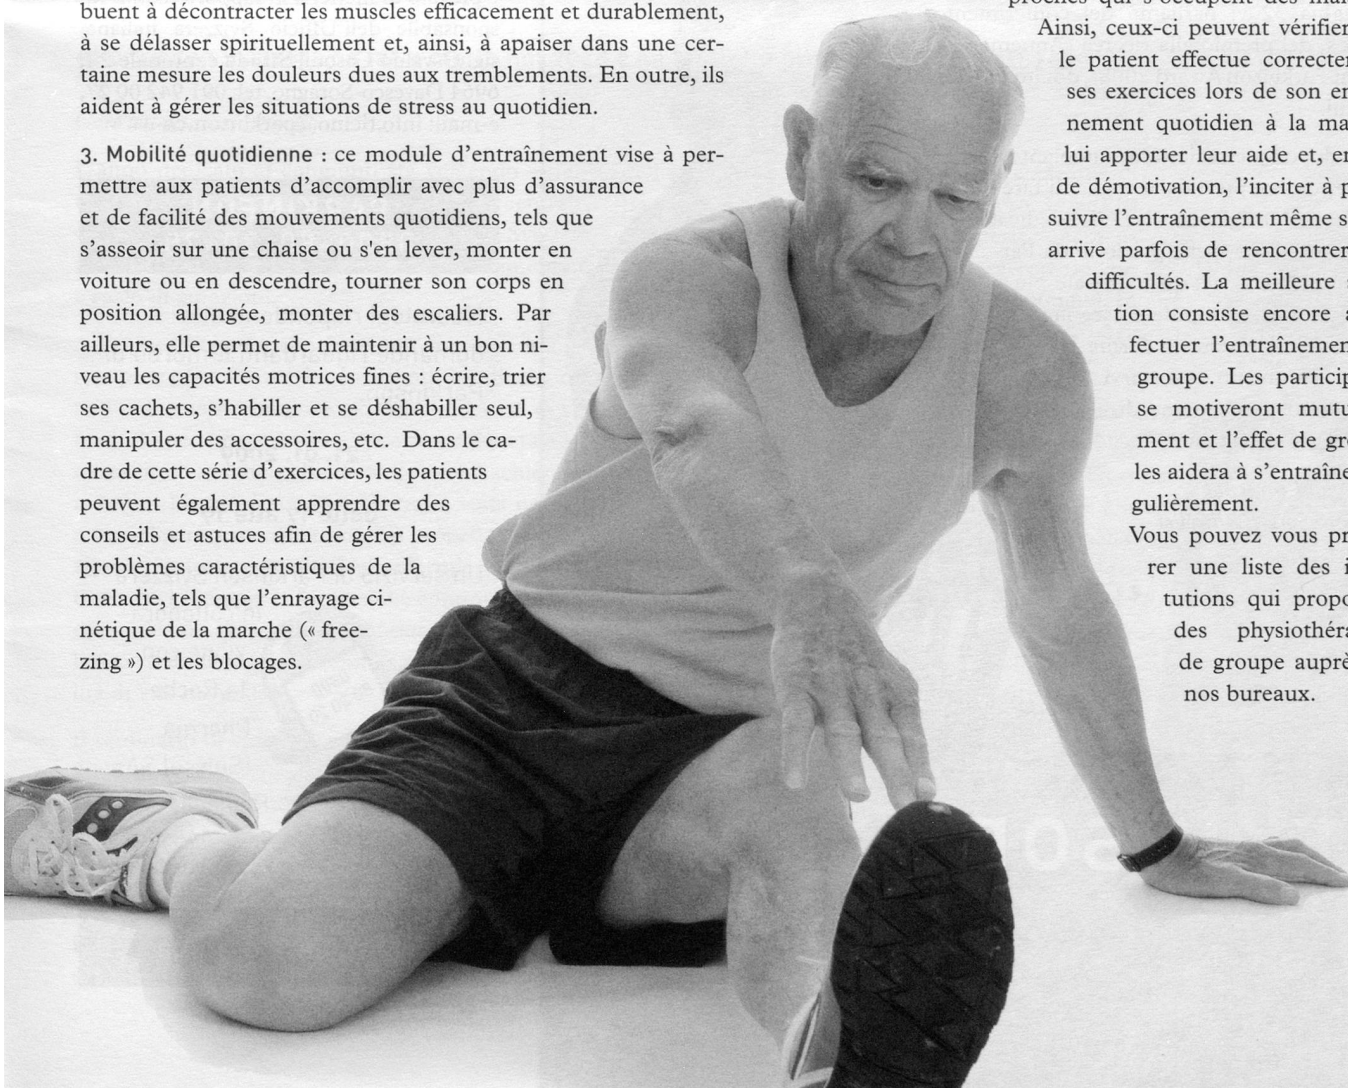 buent à décontracter les muscles efficacement et durablement,
à se délasser spirituellement et, ainsi, à apaiser dans une cer-
taine mesure les douleurs dues aux tremblements. En outre, ils
aident à gérer les situations de stress au quotidien.
3. Mobilité quotidienne : ce module d’entraînement vise à per-
mettre aux patients d’accomplir avec plus d’assurance
et de facilité des mouvements quotidiens, tels que
s’asseoir sur une chaise ou s'en lever, monter en
voiture ou en descendre, tourner son corps en
position allongée, monter des escaliers. Par
ailleurs, elle permet de maintenir à un bon ni-
veau les capacités motrices fines : écrire, trier
ses cachets, s’habiller et se déshabiller seul,
manipuler des accessoires, etc. Dans le ca-
dre de cette série d’exercices, les patients
peuvent également apprendre des
conseils et astuces afin de gérer les
problèmes caractéristiques de la
maladie, tels que l’enrayage ci-
nétique de la marche (« free-
zing ») et les blocages.
proches qui s’occupent des
Ainsi, ceux-ci peuvent vérifier
le patient effectue
ses exercices lors de son
nement quotidien à la
lui apporter leur aide et,
de démotivation, l’inciter à
suivre l’entraînement même
arrive parfois de rencontrer
difficultés. La meilleure
tion consiste encore
fectuer
groupe. Les
se motiveront
ment et l’effet de
les aidera à
gulièrement.
Vous pouvez vous
rer une liste des
tutions qui
des
de groupe
nos bureaux.